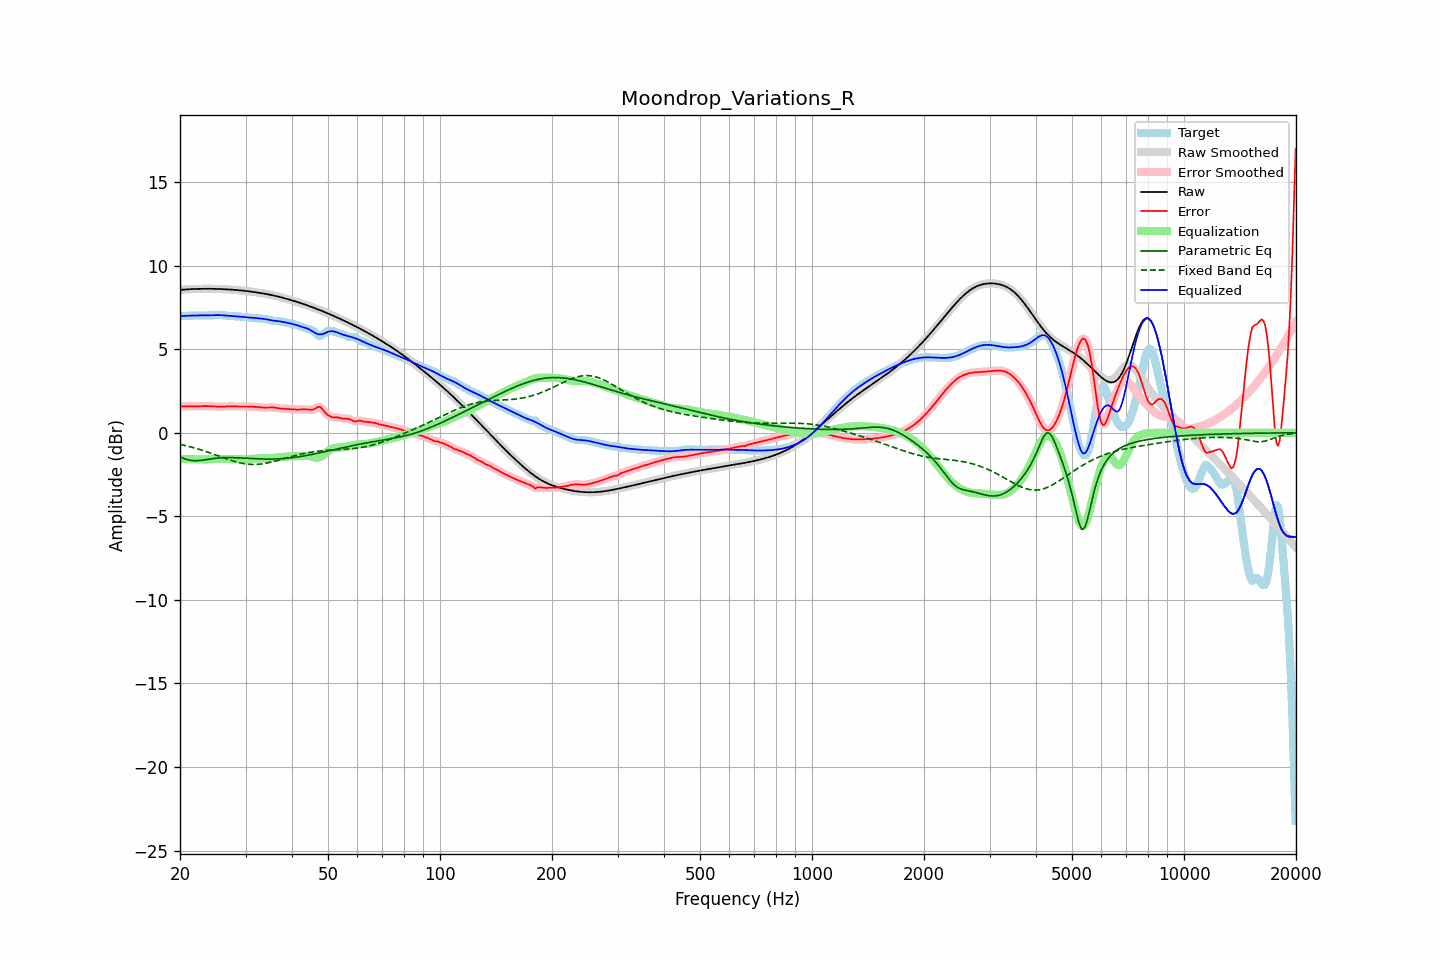 Moondrop_Variations_R
Target
Raw Smoothed
Error Smoothed
Raw
Error
Equalization
Parametric Eq
Fixed Band Eq
Equalized
Amplitude (dBr)
15
10
5
0
−5
−10
−15
−20
−25
20 50 100 200 500 1000 2000 5000 10000 20000
Frequency (Hz)